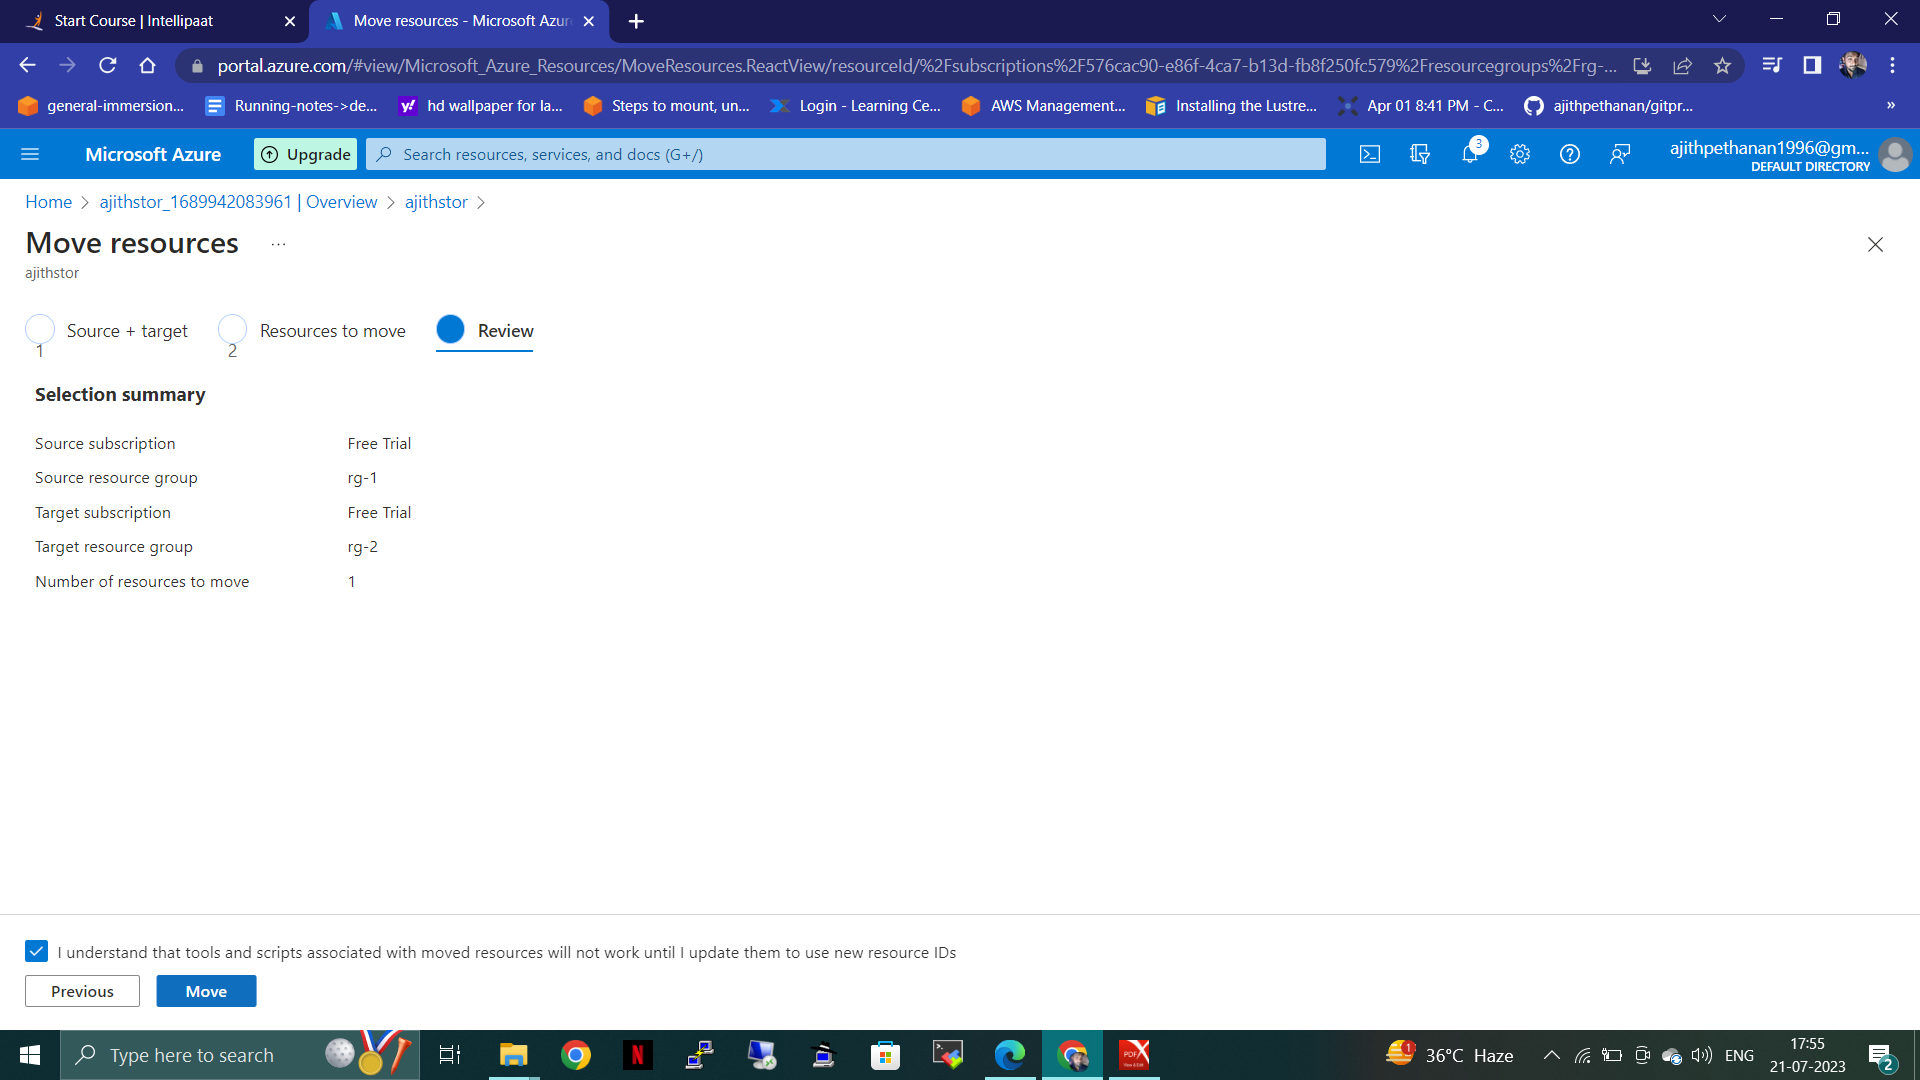 Start Course | Intellipaat
Move resources - Microsoft Azur
portal.azure.com/#view/Microsoft_Azure_Resources/MoveResources.ReactView/resourceId/%2Fsubscriptions%2F576cac90-e86f-4ca7-b13d-fb8f250fc579%2Fresourcegroups%2Frg-...
general-immersion...
Running-notes->de...
hd wallpaper for la...
Steps to mount, un...
Login - Learning Ce...
AWS Management...
Installing the Lustre...
Apr 01 8:41 PM - C...
ajithpethanan/gitpr...
»
Microsoft Azure
Upgrade
Search resources, services, and docs (G+/)
3
ajithpethanan1996@gm...
DEFAULT DIRECTORY
Home > ajithstor_1689942083961 | Overview > ajithstor >
Move resources ...
ajithstor
1 Source + target
2 Resources to move
Review
Selection summary
Source subscription Free Trial
Source resource group rg-1
Target subscription Free Trial
Target resource group rg-2
Number of resources to move 1
I understand that tools and scripts associated with moved resources will not work until I update them to use new resource IDs
Previous
Move
Type here to search
N
PDF
1
36°C Haze
ENG
17:55
21-07-2023
2